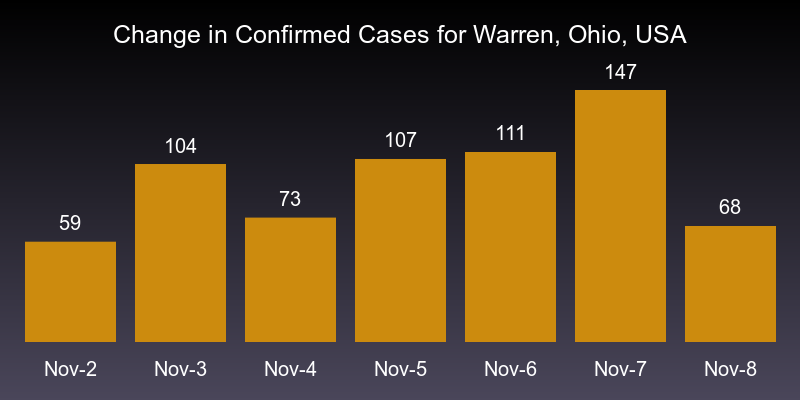 Change in Confirmed Cases for Warren, Ohio, USA
59
104
73
107
111
147
68
Nov-2
Nov-3
Nov-4
Nov-5
Nov-6
Nov-7
Nov-8